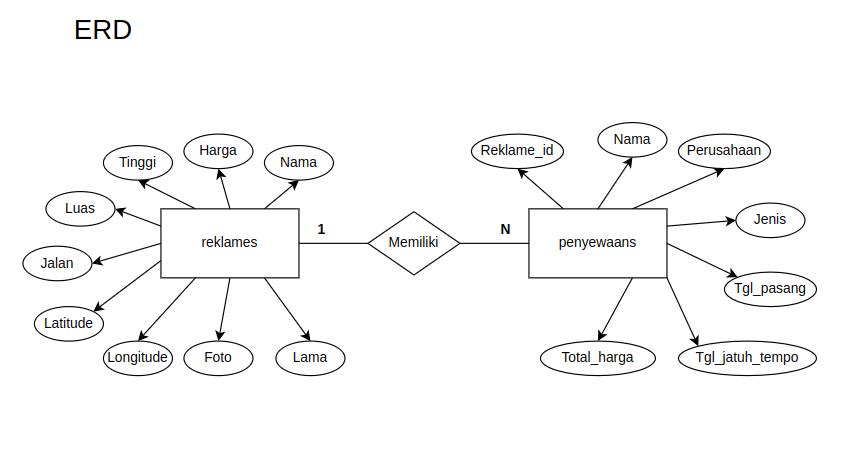 ERD
Tinggi
Harga
Nama
Luas
Jalan
Latitude
Longitude
Foto
Lama
reklames
1
Memiliki
N
penyewaans
Reklame_id
Nama
Perusahaan
Jenis
Tgl_pasang
Tgl_jatuh_tempo
Total_harga